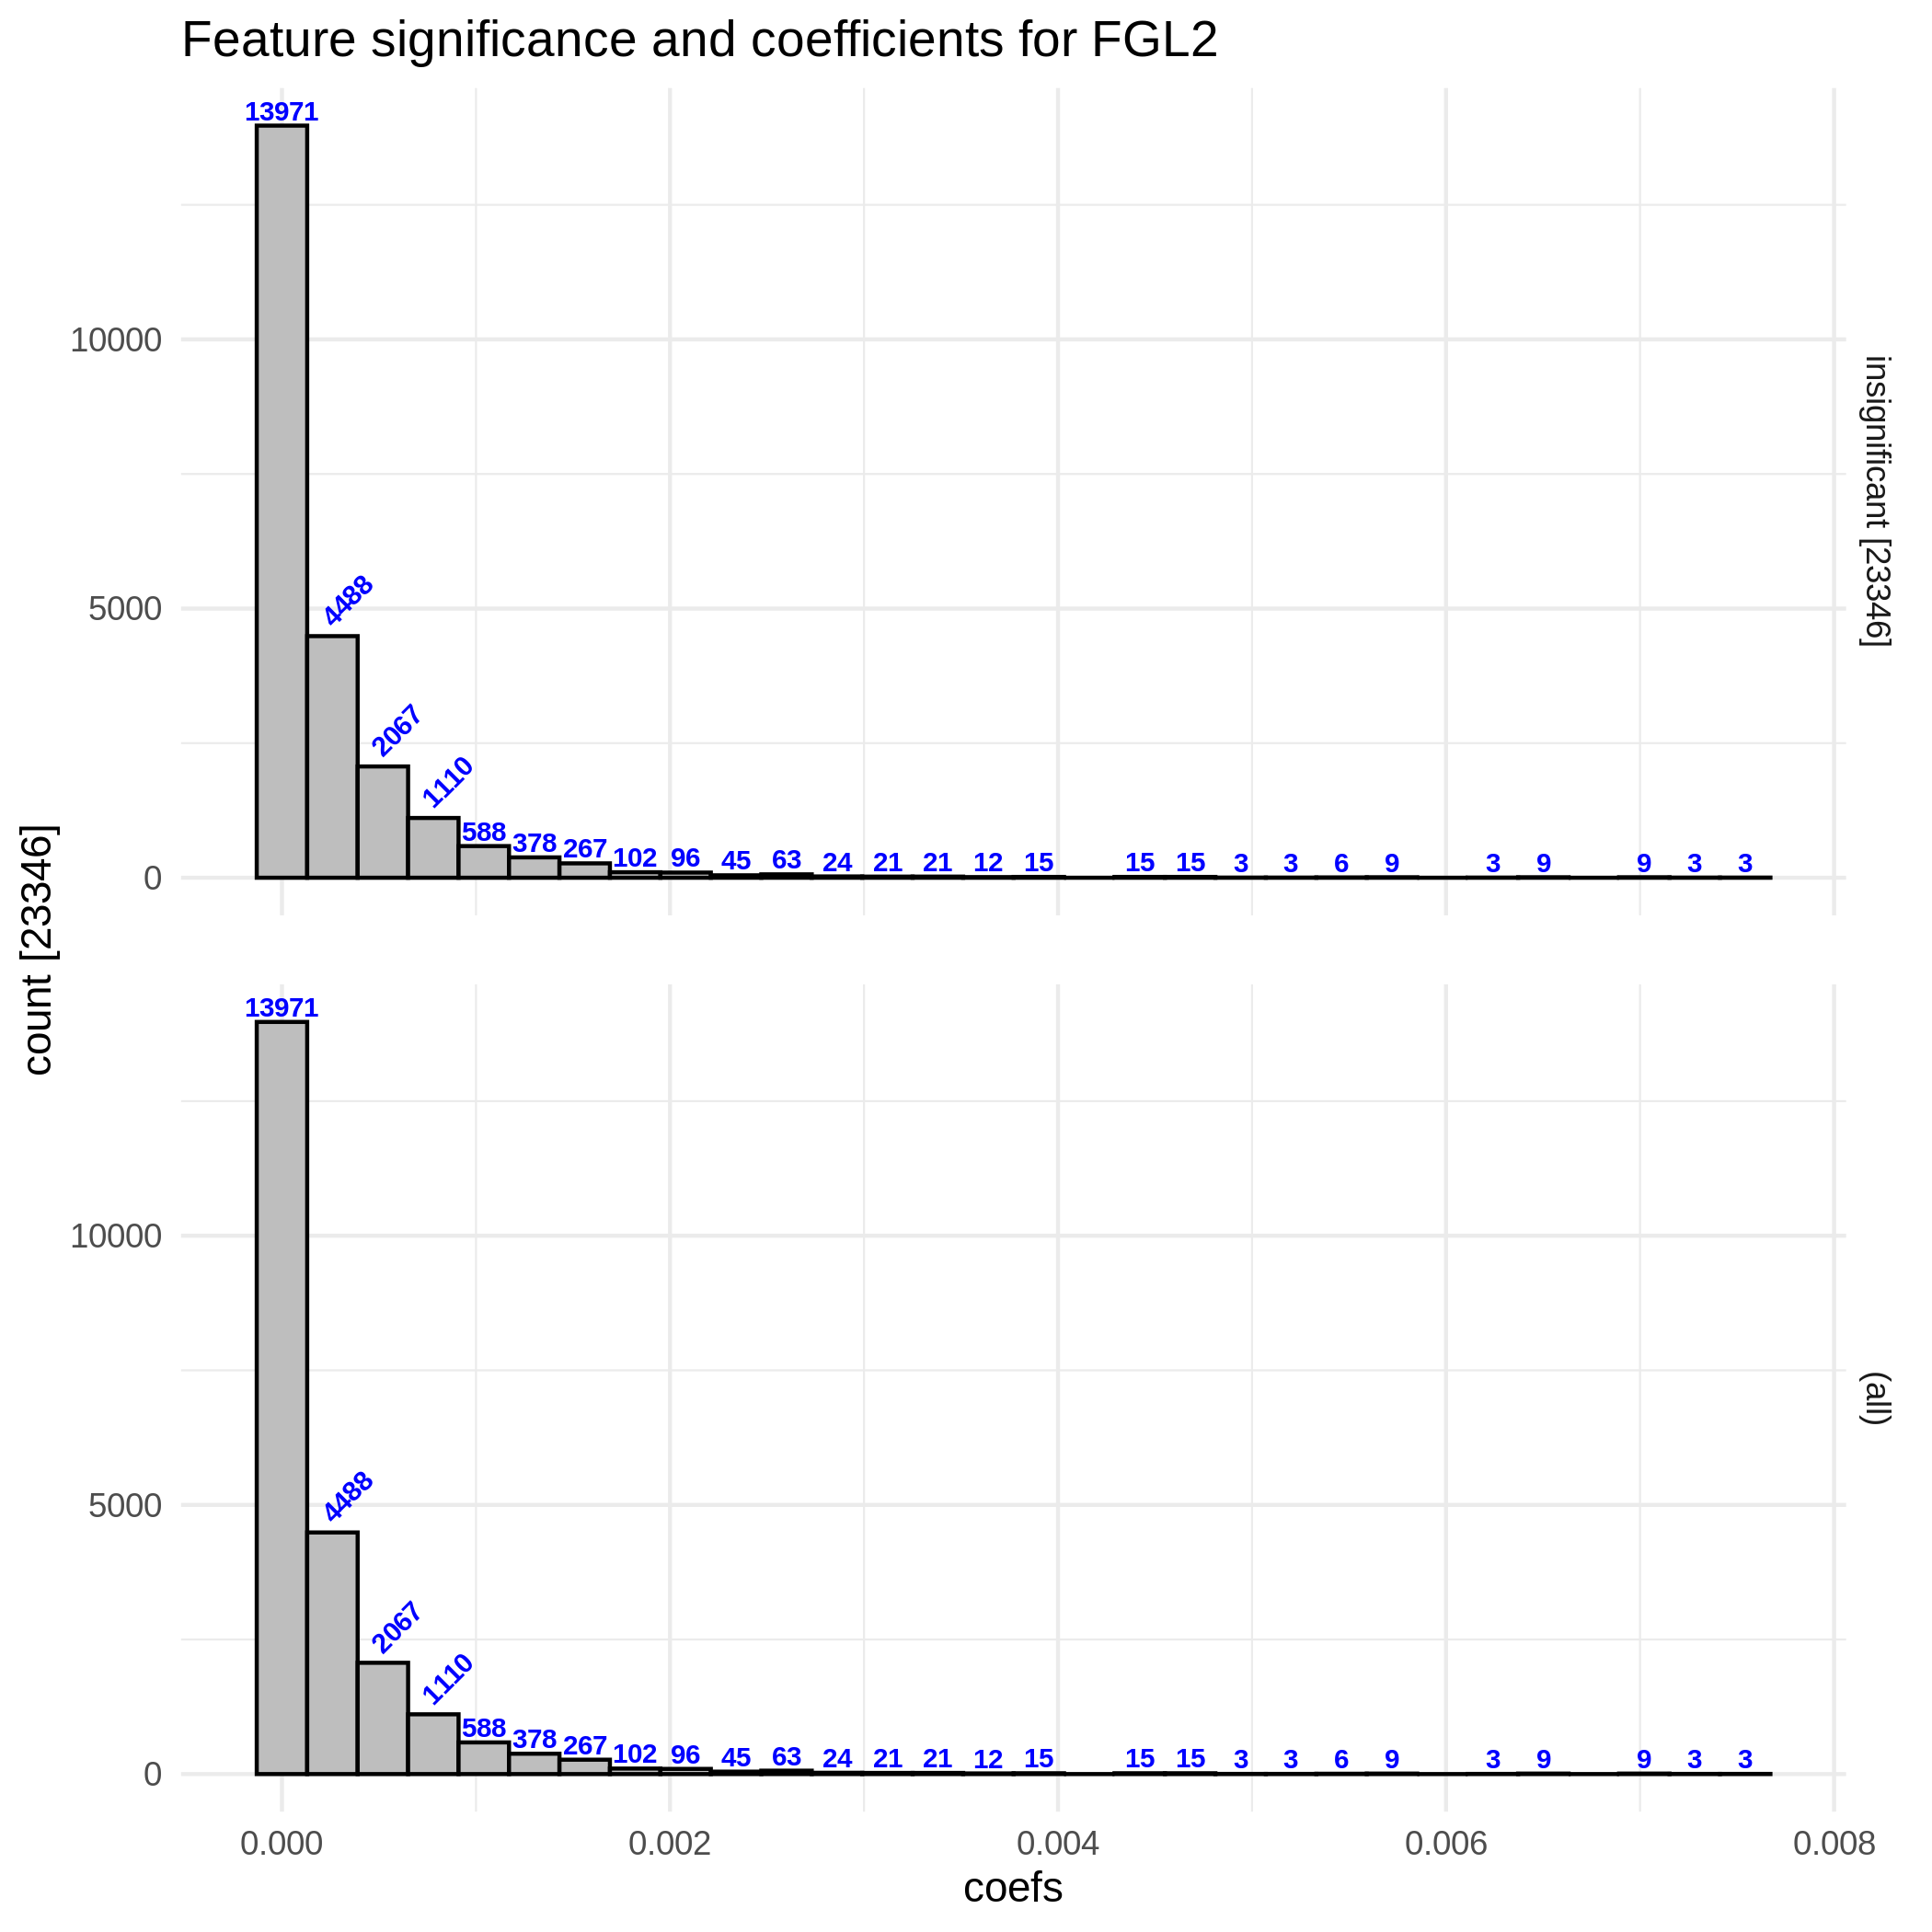 Feature significance and coefficients for FGL2
count [23346]
13971
10000
5000
0
4488
2067
1110
588 378 267 102 96 45 63 24 21 21 12 15 15 15 3 3 6 9 3 9 9 3 3
insignificant [23346]
13971
10000
5000
0
4488
2067
1110
588 378 267 102 96 45 63 24 21 21 12 15 15 15 3 3 6 9 3 9 9 3 3
(all)
0.000 0.002 0.004 0.006 0.008
coefs